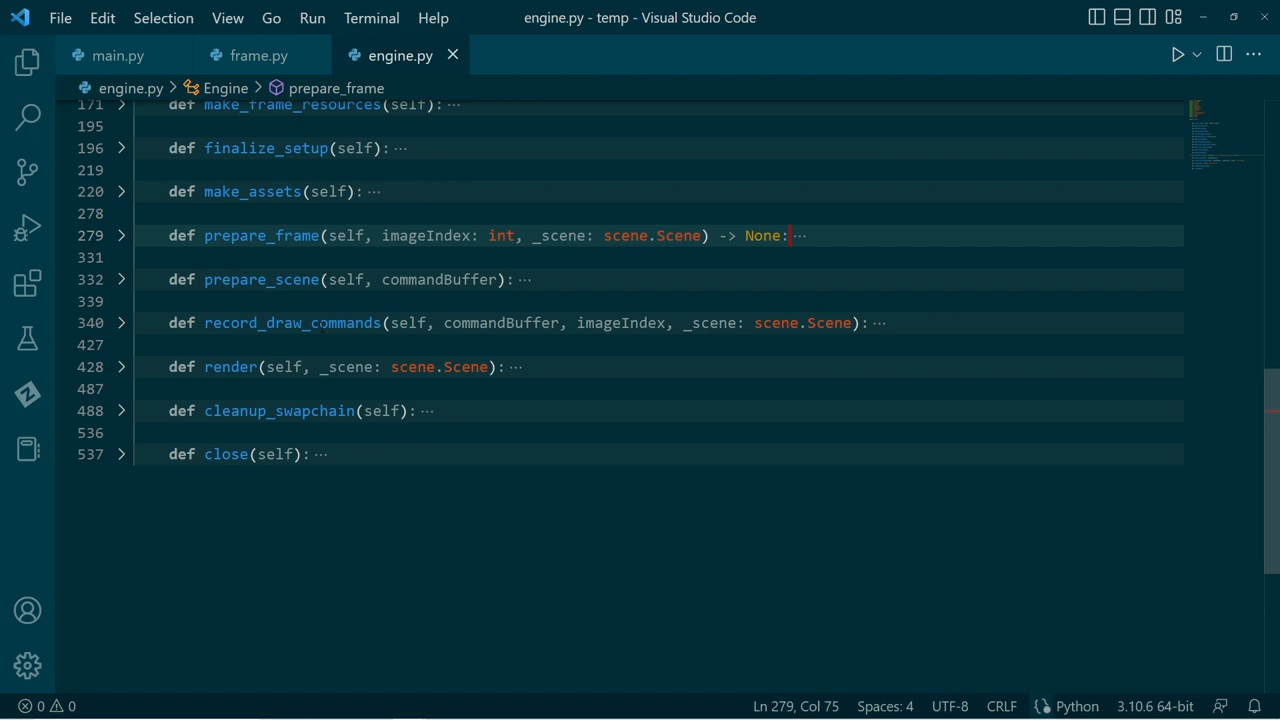 File Edit Selection View Go Run Terminal Help engine.py - temp - Visual Studio Code
main.py frame.py engine.py
engine.py > Engine > prepare_frame
171 def make_frame_resources(self): ···
195
196 def finalize_setup(self): ···
219
220 def make_assets(self): ···
278
279 def prepare_frame(self, imageIndex: int, _scene: scene.Scene) -> None: ···
331
332 def prepare_scene(self, commandBuffer): ···
339
340 def record_draw_commands(self, commandBuffer, imageIndex, _scene: scene.Scene): ···
427
428 def render(self, _scene: scene.Scene): ···
487
488 def cleanup_swapchain(self): ···
536
537 def close(self): ···
0 0 Ln 279, Col 75 Spaces: 4 UTF-8 CRLF Python 3.10.6 64-bit